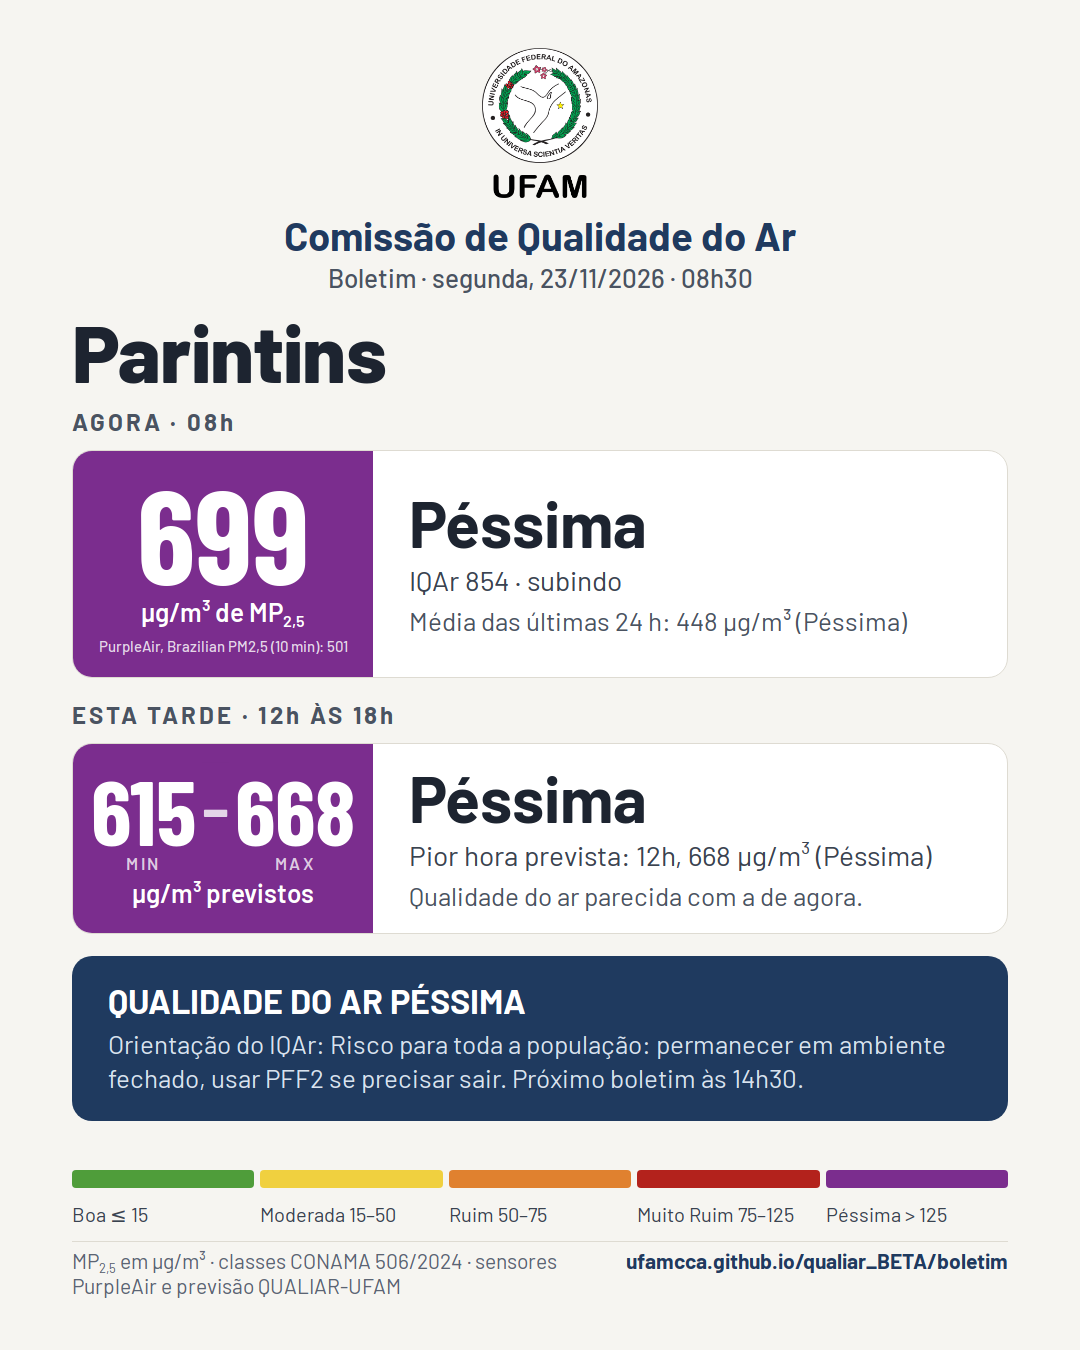 UNIVERSIDADE FEDERAL DO AMAZONAS
IN UNIVERSA SCIENTIA VERITAS
UFAM
Comissão de Qualidade do Ar
Boletim · segunda, 23/11/2026 · 08h30
Parintins
AGORA · 08h
699
µg/m³ de MP2,5
PurpleAir, Brazilian PM2,5 (10 min): 501
Péssima
IQAr 854 · subindo
Média das últimas 24 h: 448 µg/m³ (Péssima)
ESTA TARDE · 12h ÀS 18h
615 – 668
MIN MAX
µg/m³ previstos
Péssima
Pior hora prevista: 12h, 668 µg/m³ (Péssima)
Qualidade do ar parecida com a de agora.
QUALIDADE DO AR PÉSSIMA
Orientação do IQAr: Risco para toda a população: permanecer em ambiente
fechado, usar PFF2 se precisar sair. Próximo boletim às 14h30.
Boa ≤ 15
Moderada 15–50
Ruim 50–75
Muito Ruim 75–125
Péssima > 125
MP2,5 em µg/m³ · classes CONAMA 506/2024 · sensores
PurpleAir e previsão QUALIAR-UFAM
ufamcca.github.io/qualiar_BETA/boletim